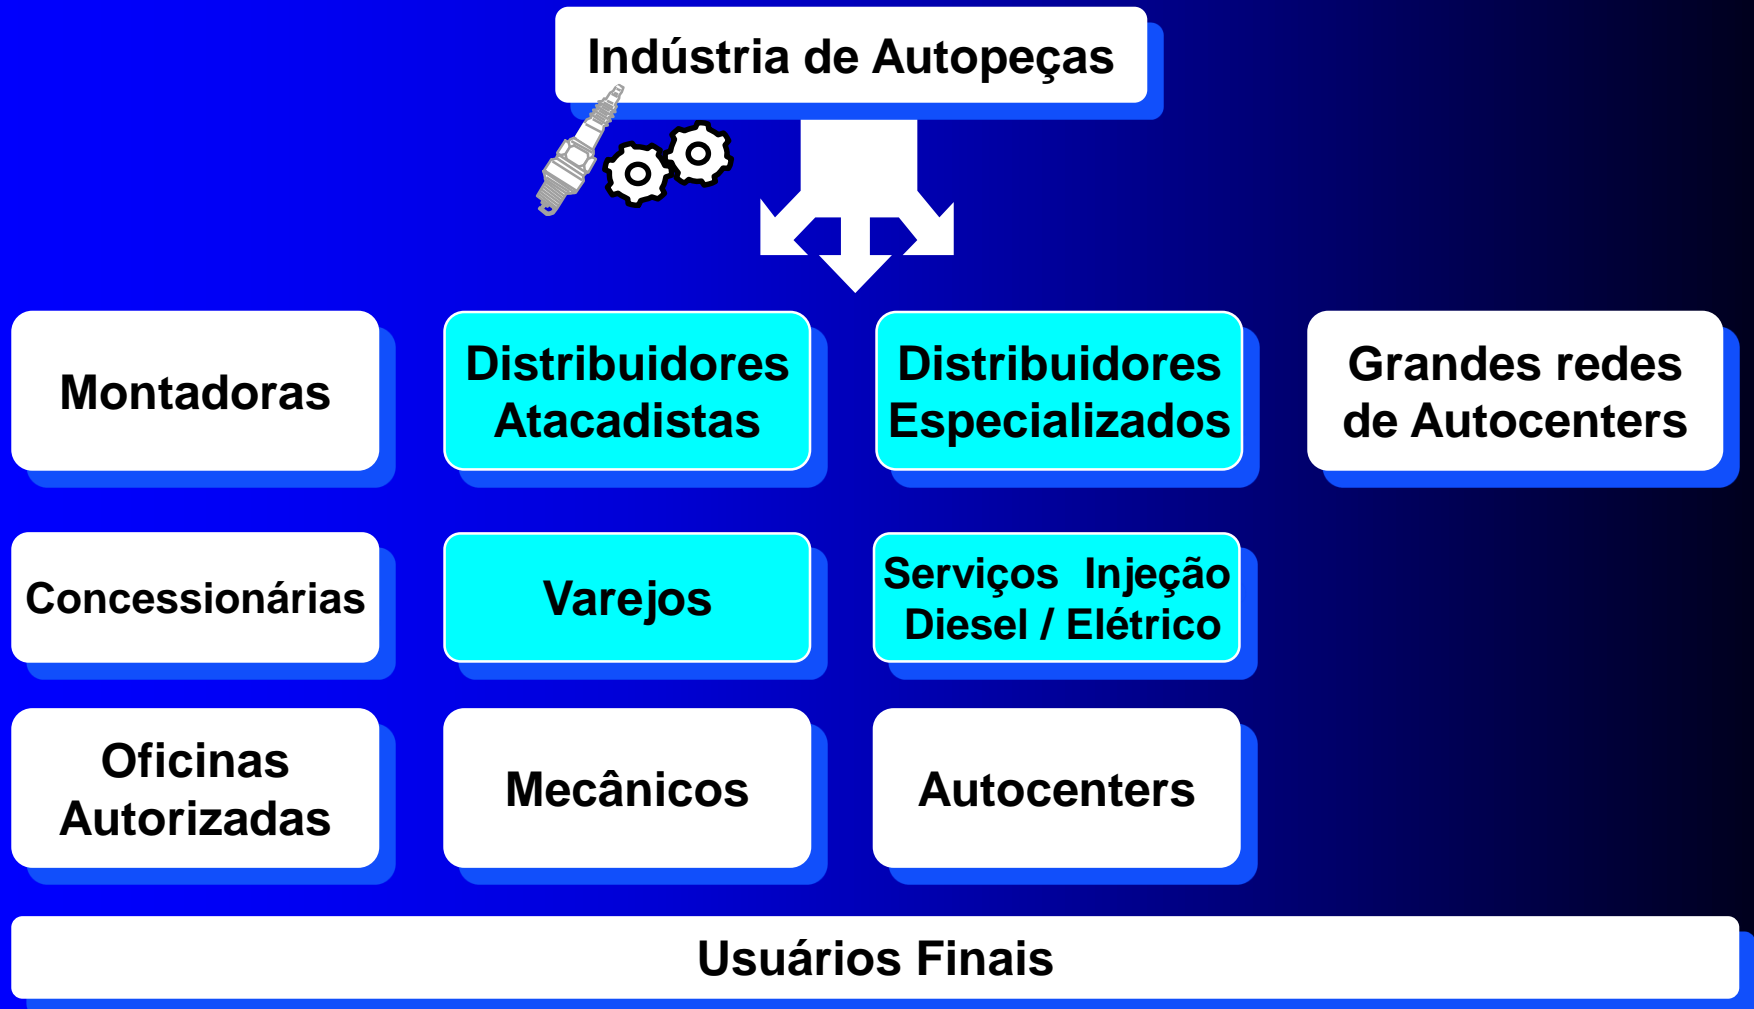 Indústria de Autopeças
Montadoras
Distribuidores
Atacadistas
Distribuidores
Especializados
Grandes redes
de Autocenters
Concessionárias
Varejos
Serviços  Injeção
Diesel / Elétrico
Oficinas
Autorizadas
Mecânicos
Autocenters
Usuários Finais